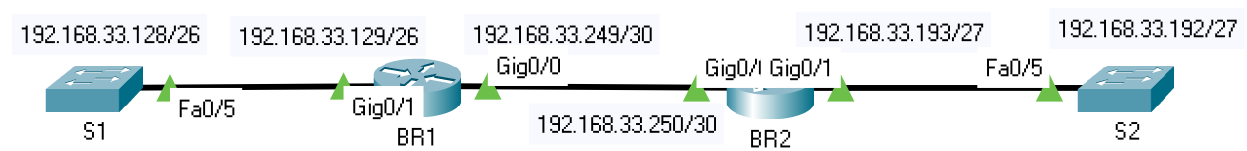 192.168.33.128/26
192.168.33.129/26
192.168.33.249/30
192.168.33.193/27
192.168.33.192/27
Gig0/0
Gig0/1
Fa0/5
Fa0/5
Gig0/1
192.168.33.250/30
S1
BR1
BR2
S2